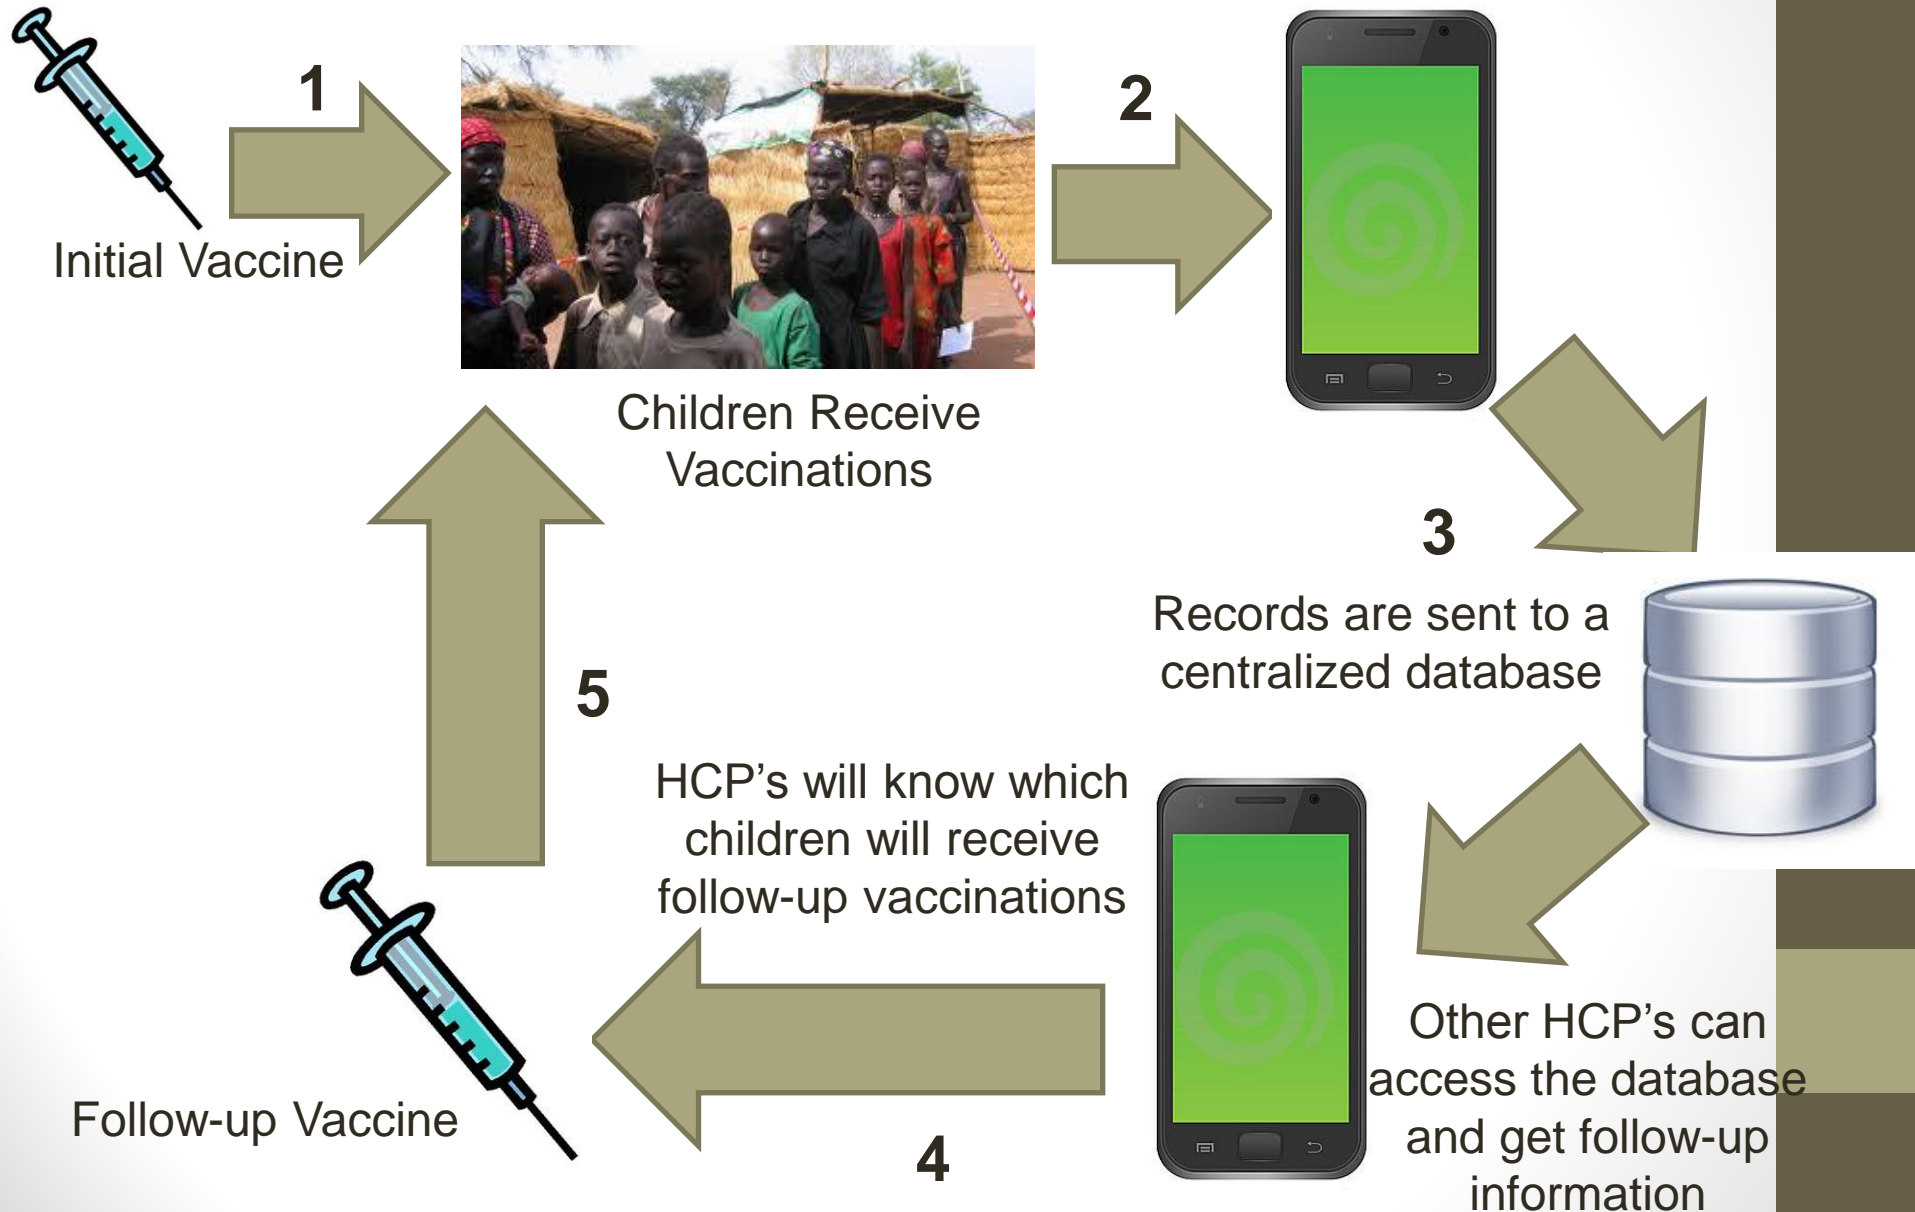 1
Initial Vaccine
Children Receive
Vaccinations
2
3
Records are sent to a
centralized database
Other HCP's can
access the database
and get follow-up
information
4
HCP's will know which
children will receive
follow-up vaccinations
Follow-up Vaccine
5